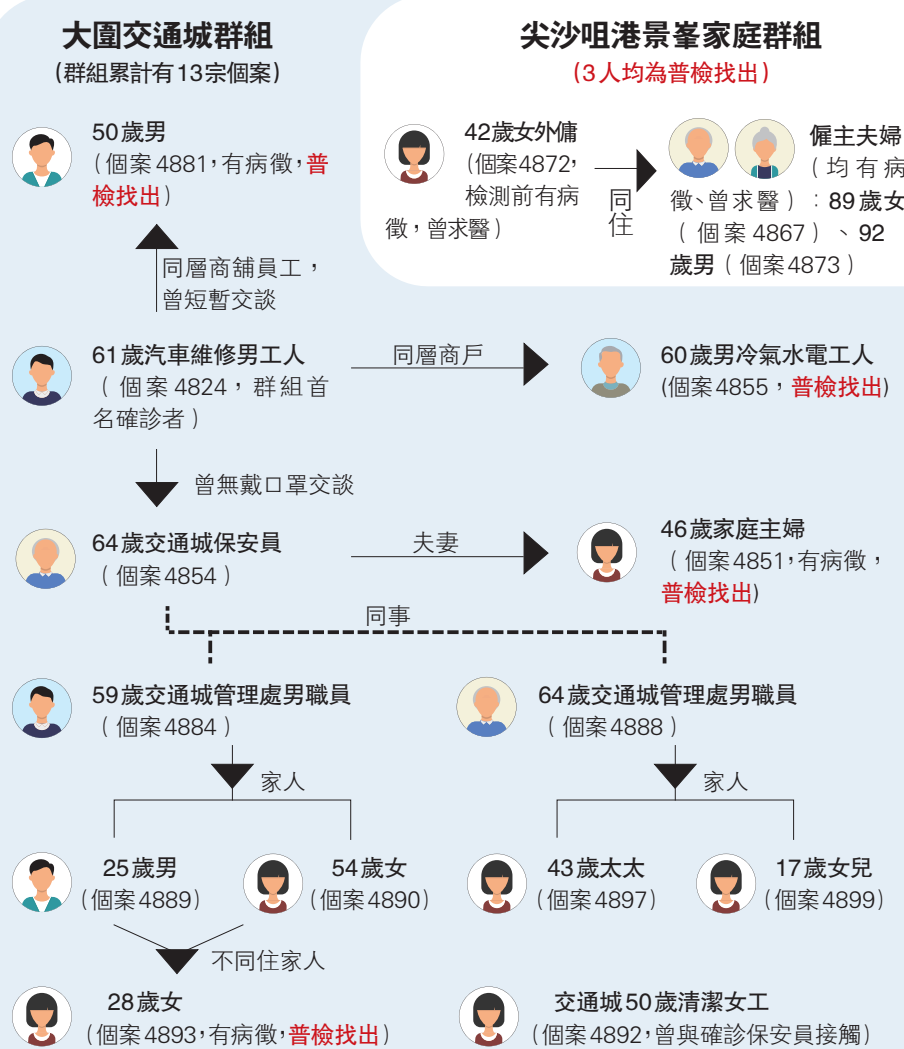 大圍交通城群組
(群組累計有13宗個案)
50歲男
(個案4881，有病徵，普
檢找出)
同層商舖員工，
曾短暫交談
61歲汽車維修男工人
(個案4824，群組首
名確診者)
同層商戶
60歲男冷氣水電工人
(個案4855，普檢找出)
曾無戴口罩交談
64歲交通城保安員
(個案4854)
夫妻
46歲家庭主婦
(個案4851，有病徵，
普檢找出)
同事
59歲交通城管理處男職員
(個案4884)
64歲交通城管理處男職員
(個案4888)
家人
家人
25歲男
(個案4889)
54歲女
(個案4890)
43歲太太
(個案4897)
17歲女兒
(個案4899)
不同住家人
28歲女
(個案4893，有病徵，普檢找出)
交通城50歲清潔女工
(個案4892，曾與確診保安員接觸)
尖沙咀港景峯家庭群組
(3人均為普檢找出)
42歲女外傭
(個案4872，
檢測前有病
徵，曾求醫)
同住
僱主夫婦
(均有病
徵、曾求醫)：89歲女
(個案4867)、92
歲男(個案4873)